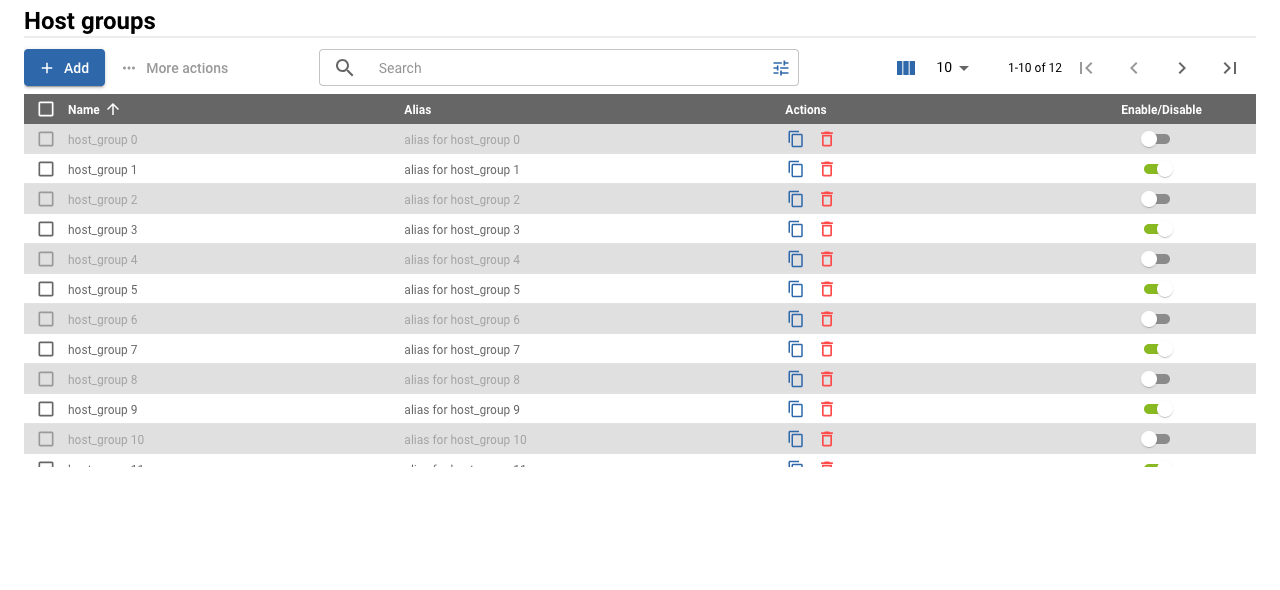 Host groups
Add
More actions
Search
10
1-10 of 12
Name Alias Actions Enable/Disable
host_group 0 alias for host_group 0
host_group 1 alias for host_group 1
host_group 2 alias for host_group 2
host_group 3 alias for host_group 3
host_group 4 alias for host_group 4
host_group 5 alias for host_group 5
host_group 6 alias for host_group 6
host_group 7 alias for host_group 7
host_group 8 alias for host_group 8
host_group 9 alias for host_group 9
host_group 10 alias for host_group 10